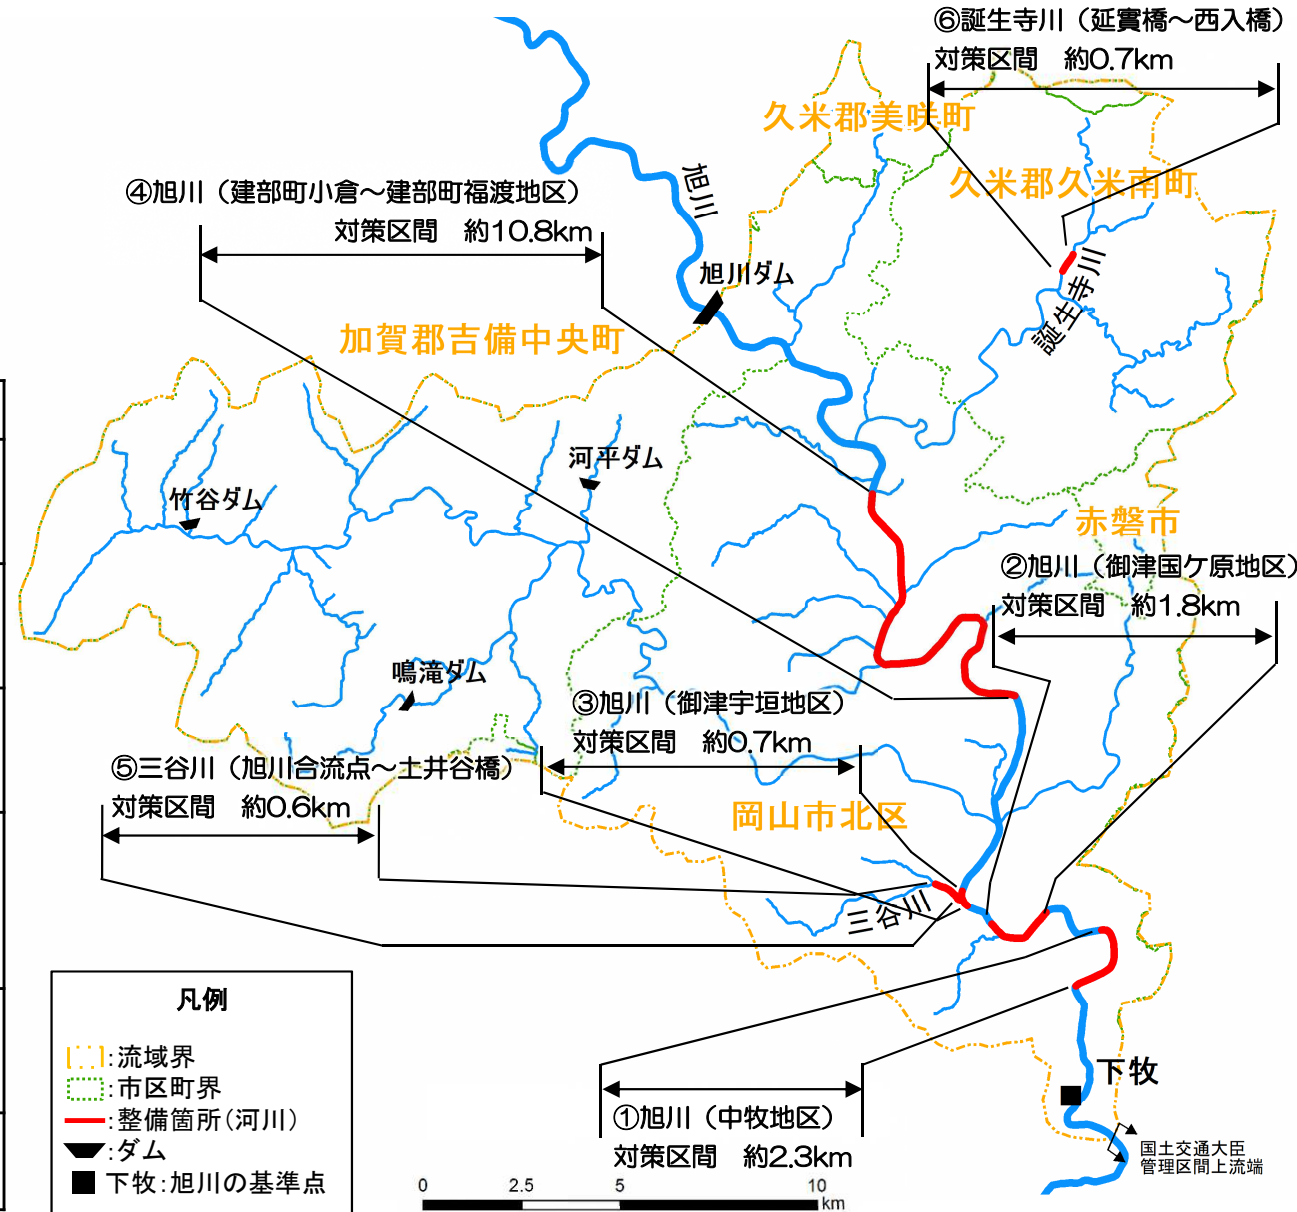 ⑥誕生寺川（延實橋～西入橋）
対策区間　約0.7km
久米郡美咲町
久米郡久米南町
④旭川（建部町小倉～建部町福渡地区）
対策区間　約10.8km
旭川
旭川ダム
誕生寺川
加賀郡吉備中央町
河平ダム
竹谷ダム
赤磐市
②旭川（御津国ケ原地区）
対策区間　約1.8km
鳴滝ダム
③旭川（御津宇垣地区）
対策区間　約0.7km
⑤三谷川（旭川合流点～土井谷橋）
対策区間　約0.6km
岡山市北区
三谷川
凡例
:流域界
:市区町界
:整備箇所（河川）
:ダム
下牧:旭川の基準点
下牧
①旭川（中牧地区）
対策区間　約2.3km
国土交通大臣
管理区間上流端
0 2.5 5 10
km